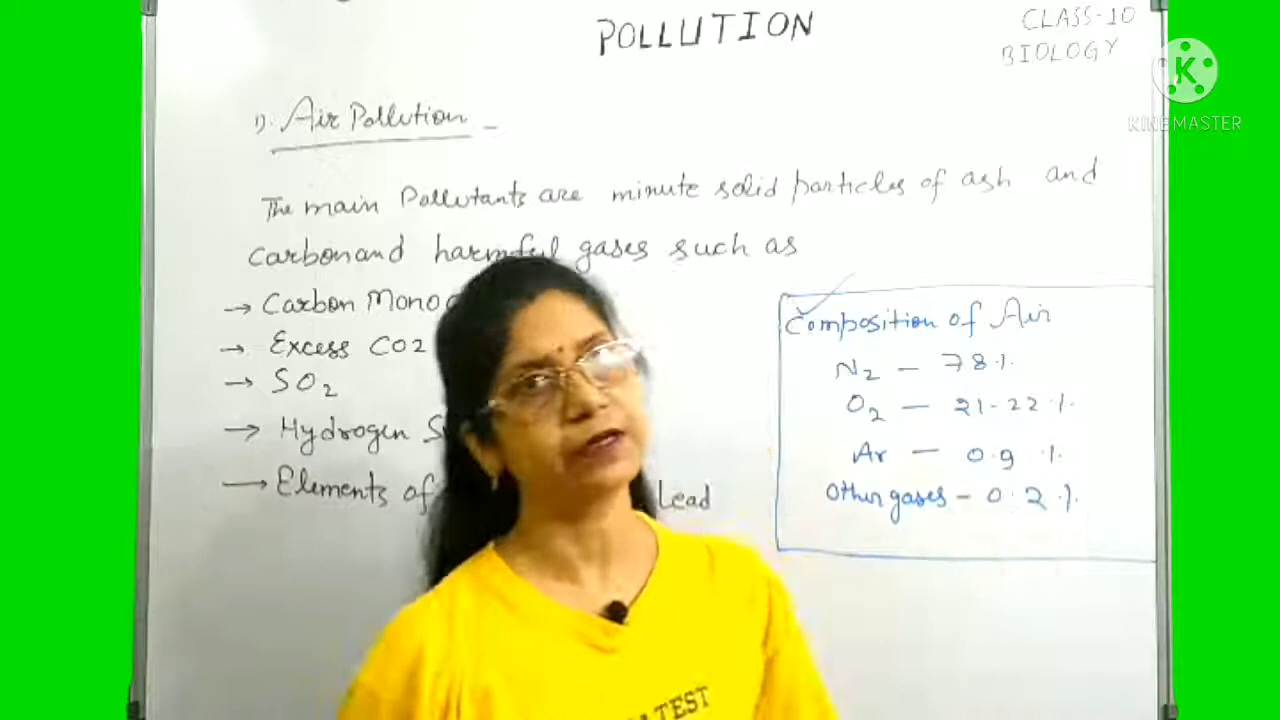 POLLUTION
CLASS-10
BIOLOGY
KINEMASTER
1). Air Pollution -
The main Pollutants are minute solid particles of ash and
carbon and harmful gases such as
→ Carbon
→ Excess CO2
→ SO2
→ Hydrogen
→ Elements of Lead
Composition of Air
N2 - 78 %
O2 - 21-22 %
Ar - 0.9 %
Other gases - 0.2 %
TEST